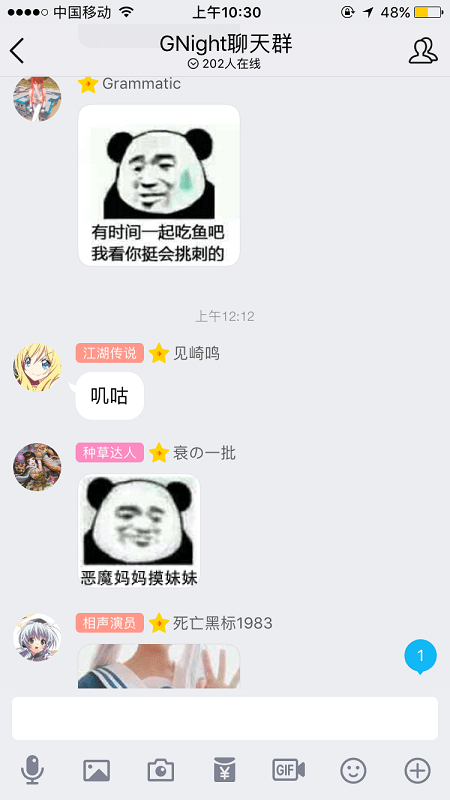 中国移动 上午10:30 48%
GNight聊天群
202人在线
Grammatic
有时间一起吃鱼吧
我看你挺会挑刺的
上午12:12
江湖传说 见崎鸣
叽咕
种草达人 衰の一批
恶魔妈妈摸妹妹
相声演员 死亡黑标1983
1
¥
GIF